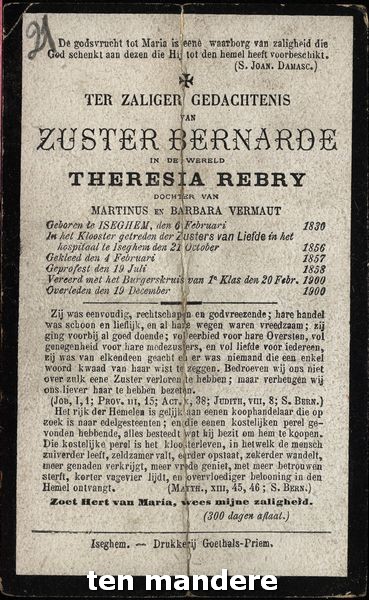 21
De godsvrucht tot Maria is eene waarborg van zaligheid die
God schenkt aan dezen die Hij tot den hemel heeft voorbeschikt.
(S. Joan. Damasc.)
TER ZALIGER GEDACHTENIS
VAN
ZUSTER BERNARDE
IN DE WERELD
THERESIA REBRY
DOCHTER VAN
MARTINUS EN BARBARA VERMAUT
Geboren te ISEGHEM, den 6 Februari 1830
In het Klooster getreden der Zusters van Liefde in het
hospitaal te Iseghem den 21 October 1856
Gekleed den 4 Februari 1857
Geprofest den 19 Juli 1858
Vereerd met het Burgerskruis van 1e Klas den 20 Febr. 1900
Overleden den 19 December 1900
Zij was eenvoudig, rechtschapen en godvreezende; hare handel
was schoon en lieflijk, en al hare wegen waren vreedzaam; zij
ging voorbij al goed doende; vol eerbied voor hare Oversten, vol
genegenheid voor hare medezusters, en vol liefde voor iedereen,
zij was van elkendeen geacht en er was niemand die een enkel
woord kwaad van haar wist te zeggen. Bedroeven wij ons niet
over zulk eene Zuster verloren te hebben; maar verheugen wij
ons liever haar te hebben bezeten.
(Job, I, 1; Prov. III, 15; Act. X, 38; Judith, VIII, 8; S. Bern.)
Het rijk der Hemelen is gelijk aan eenen koophandelaar die op
zoek is naar edelgesteenten; en die eenen kostelijken perel ge-
vonden hebbende, alles besteedt wat hij bezit om hem te koopen.
Die kostelijke perel is het kloosterleven, in hetwelk de mensch
zuiverder leeft, zeldzamer valt, eerder opstaat, zekerder wandelt,
meer genaden verkrijgt, meer vrede geniet, met meer betrouwen
sterft, korter vagevier lijdt, en overvloediger belooning in den
Hemel ontvangt. (Matth., XIII, 45, 46; S. Bern.)
Zoet Hert van Maria, wees mijne zaligheid.
(300 dagen aflaat.)
Iseghem. — Drukkerij Goethals-Priem.
ten mandere